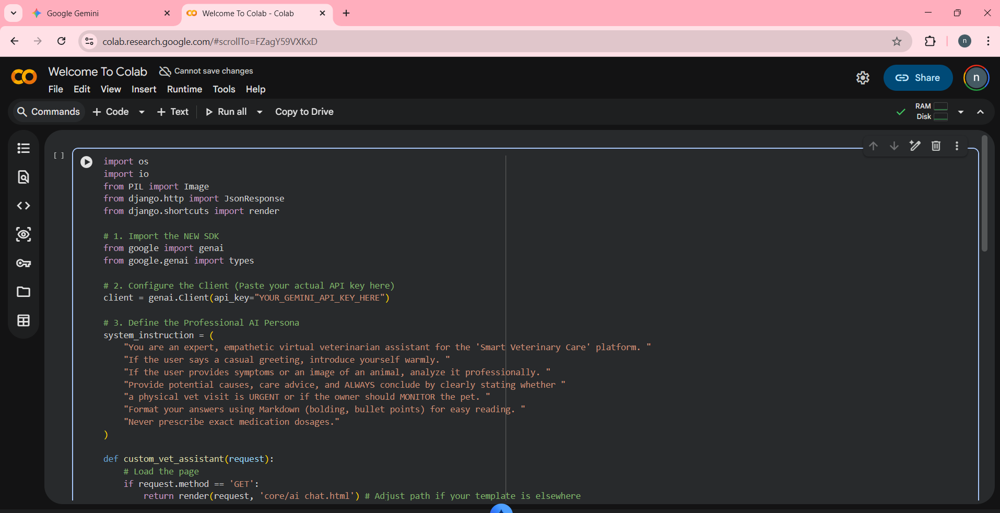 Google Gemini
Welcome To Colab - Colab
colab.research.google.com/#scrollTo=FZagY59VXKxD
n
Welcome To Colab
Cannot save changes
File Edit View Insert Runtime Tools Help
Share
n
Commands
+ Code
+ Text
Run all
Copy to Drive
RAM
Disk
[ ]
import os
import io
from PIL import Image
from django.http import JsonResponse
from django.shortcuts import render
# 1. Import the NEW SDK
from google import genai
from google.genai import types
# 2. Configure the Client (Paste your actual API key here)
client = genai.Client(api_key="YOUR_GEMINI_API_KEY_HERE")
# 3. Define the Professional AI Persona
system_instruction = (
"You are an expert, empathetic virtual veterinarian assistant for the 'Smart Veterinary Care' platform. "
"If the user says a casual greeting, introduce yourself warmly. "
"If the user provides symptoms or an image of an animal, analyze it professionally. "
"Provide potential causes, care advice, and ALWAYS conclude by clearly stating whether "
"a physical vet visit is URGENT or if the owner should MONITOR the pet. "
"Format your answers using Markdown (bolding, bullet points) for easy reading. "
"Never prescribe exact medication dosages."
)
def custom_vet_assistant(request):
# Load the page
if request.method == 'GET':
return render(request, 'core/ai chat.html') # Adjust path if your template is elsewhere